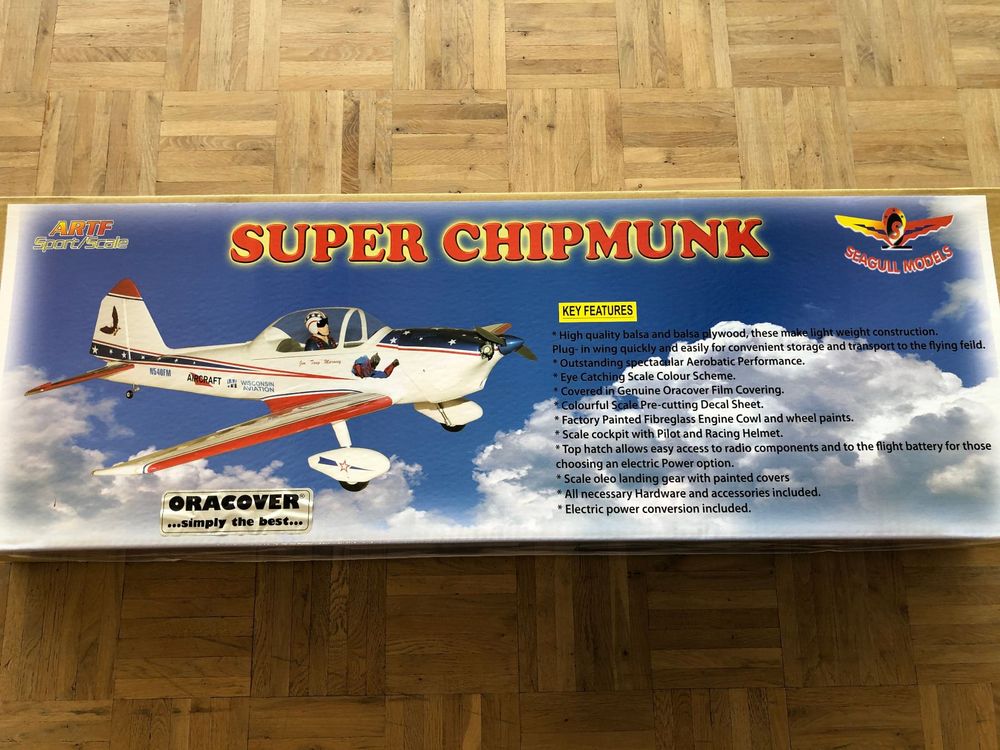 ARTF
Sport/Scale
SUPER CHIPMUNK
S
SEAGULL MODELS
KEY FEATURES
* High quality balsa and balsa plywood, these make light weight construction.
Plug- in wing quickly and easily for convenient storage and transport to the flying feild.
* Outstanding spectacular Aerobatic Performance.
* Eye Catching Scale Colour Scheme.
* Covered in Genuine Oracover Film Covering.
* Colourful Scale Pre-cutting Decal Sheet.
* Factory Painted Fibreglass Engine Cowl and wheel paints.
* Scale cockpit with Pilot and Racing Helmet.
* Top hatch allows easy access to radio components and to the flight battery for those
choosing an electric Power option.
* Scale oleo landing gear with painted covers
* All necessary Hardware and accessories included.
* Electric power conversion included.
N540FM
AIRCRAFT
WISCONSIN
AVIATION
ORACOVER®
...simply the best...